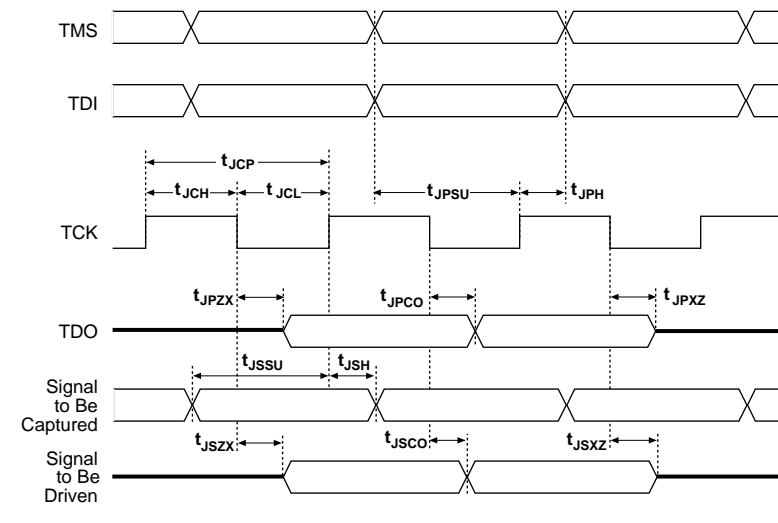 TMS
TDI
tJCP
tJCH
tJCL
tJPSU
tJPH
TCK
tJPZX
tJPCO
tJPXZ
TDO
tJSSU
tJSH
Signal
to Be
Captured
tJSZX
tJSCO
tJSXZ
Signal
to Be
Driven